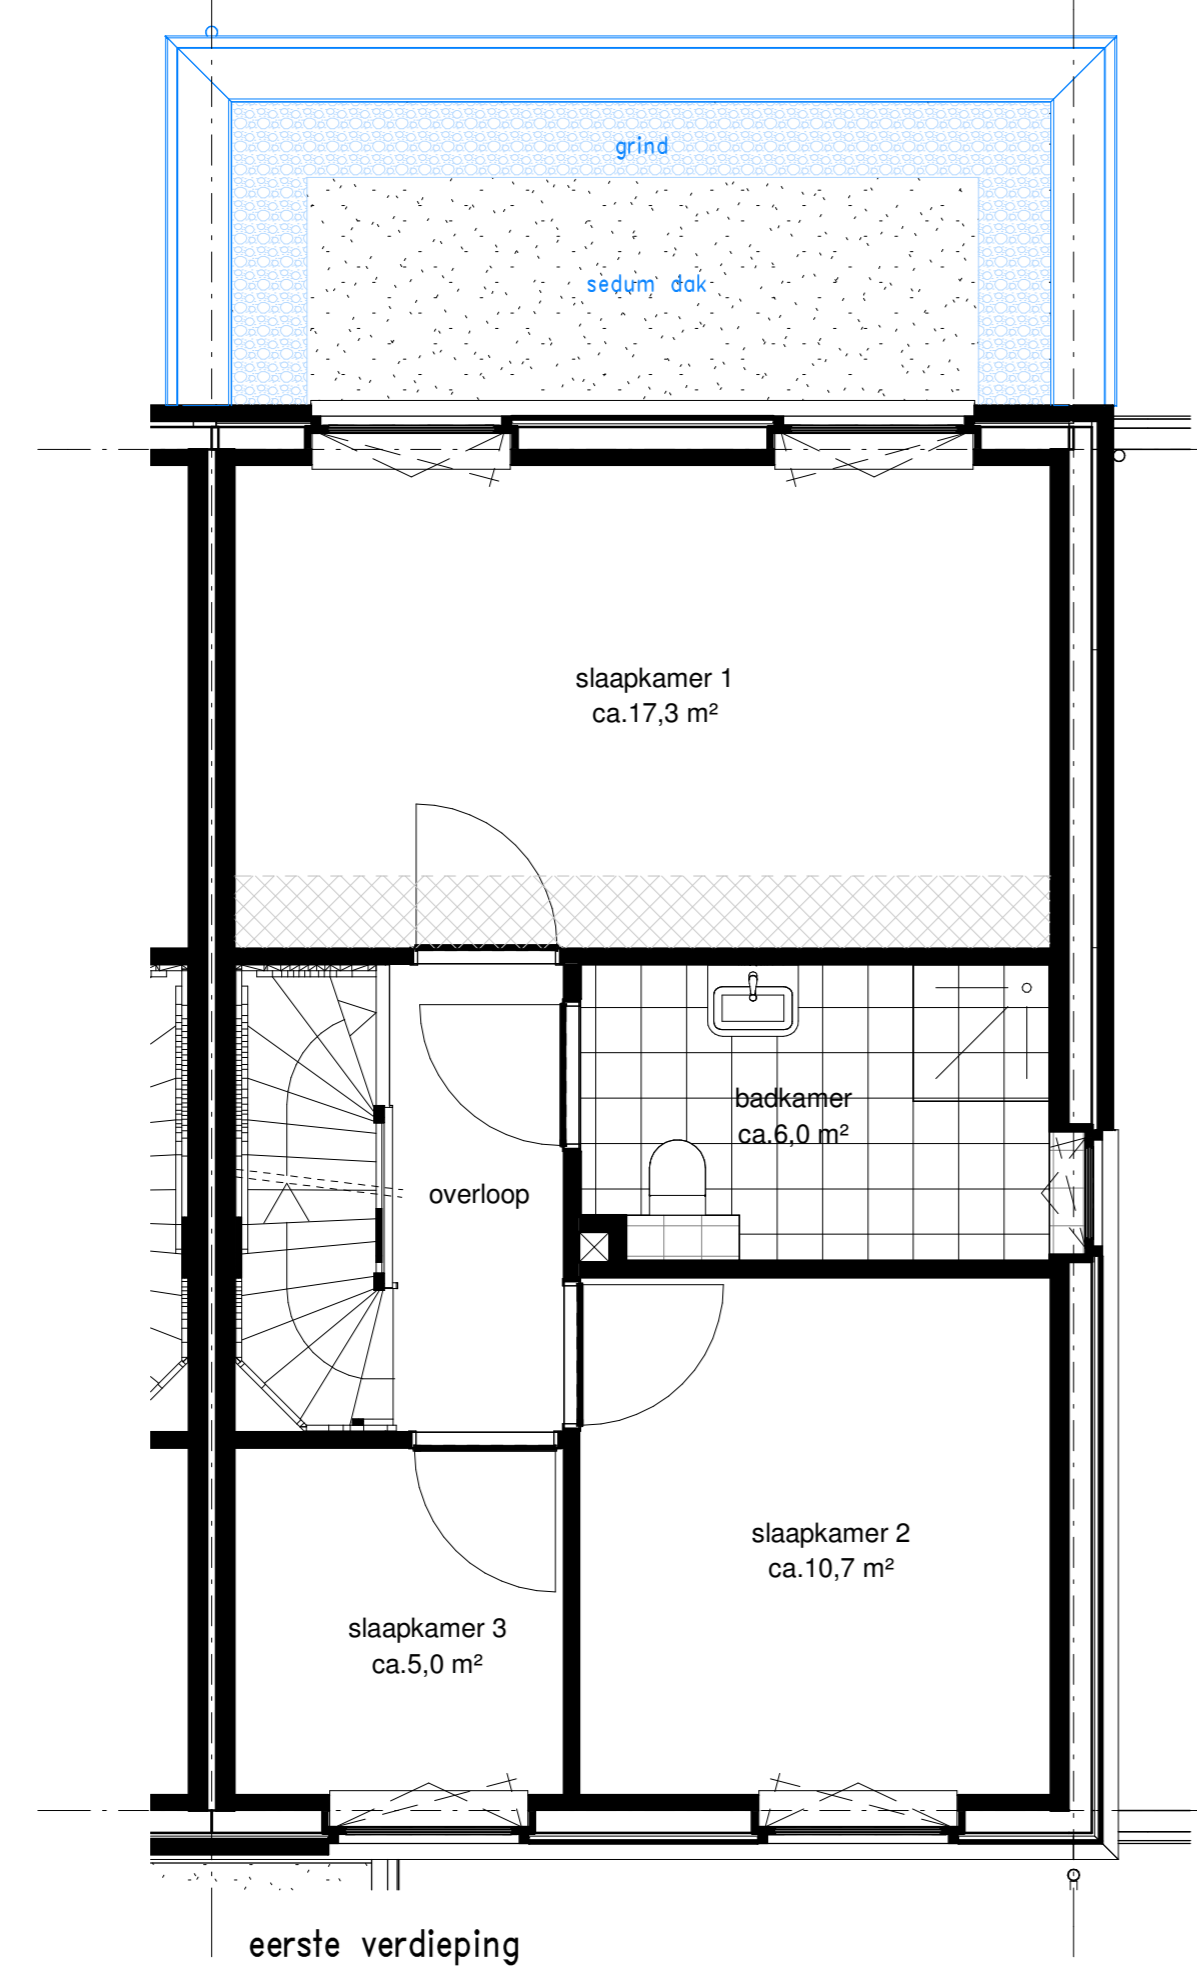 grind
sedum dak
slaapkamer 1
ca.17,3 m²
badkamer
ca.6,0 m²
overloop
slaapkamer 2
ca.10,7 m²
slaapkamer 3
ca.5,0 m²
eerste verdieping